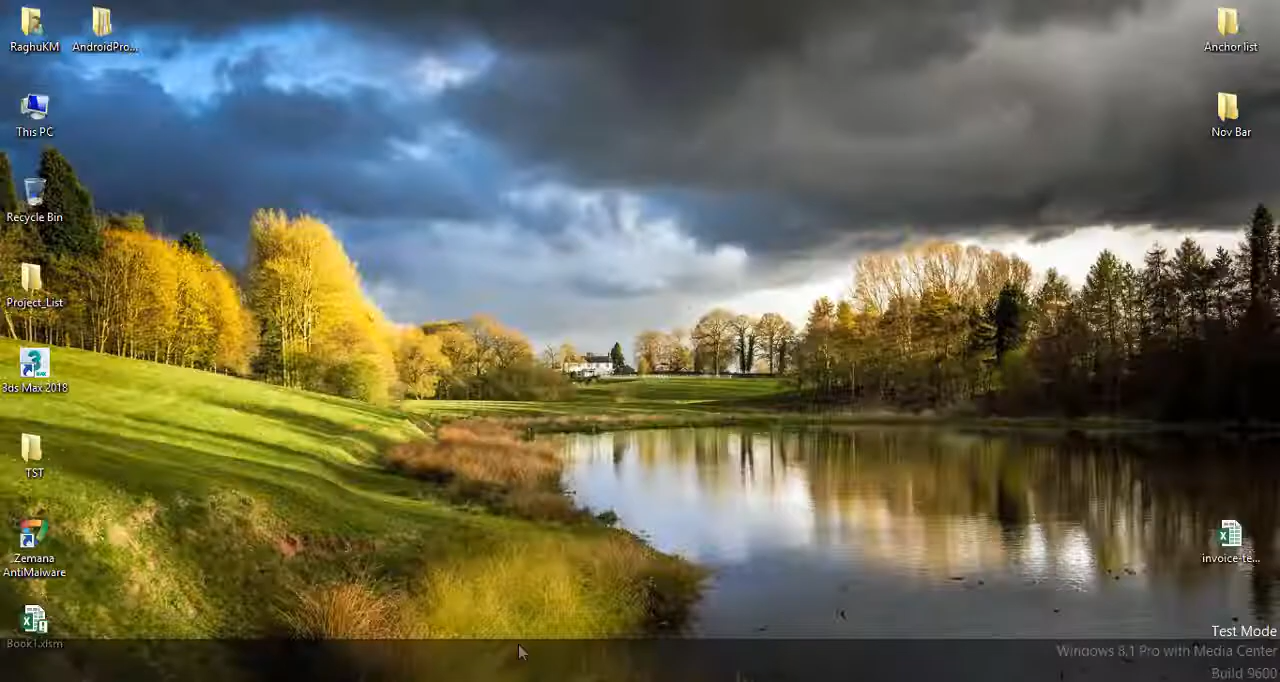 RaghuKM
AndroidPro...
Anchor list
This PC
Nov Bar
Recycle Bin
Project_List
3ds Max 2018
TST
Zemana
AntiMalware
invoice-te...
Book1.xlsm
Test Mode
Windows 8.1 Pro with Media Center
Build 9600